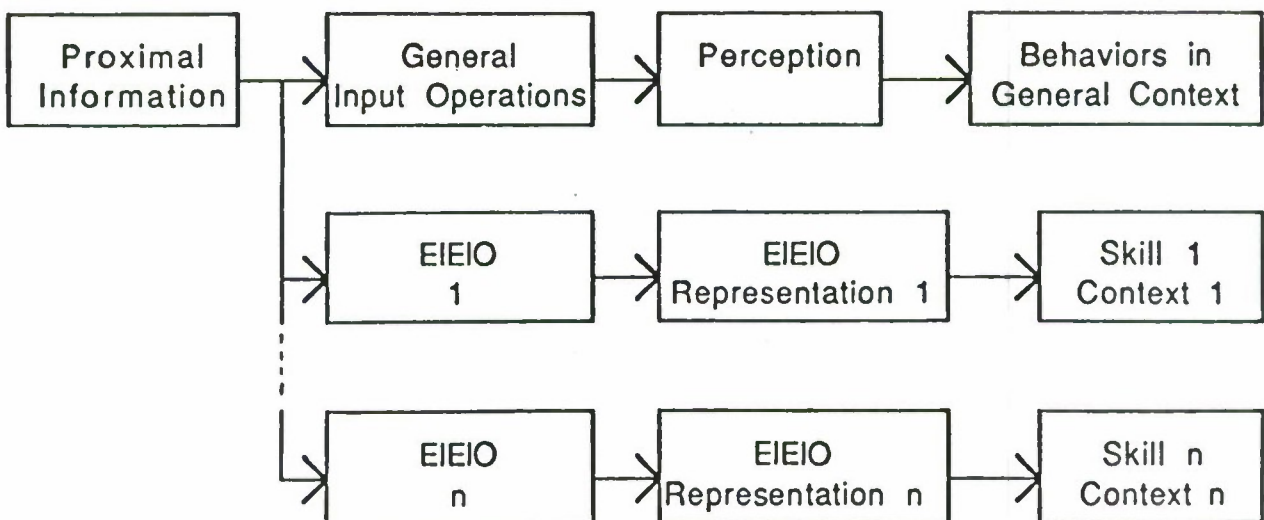 Proximal
Information
General
Input Operations
Perception
Behaviors in
General Context
EIEIO
1
EIEIO
Representation 1
Skill 1
Context 1
EIEIO
n
EIEIO
Representation n
Skill n
Context n